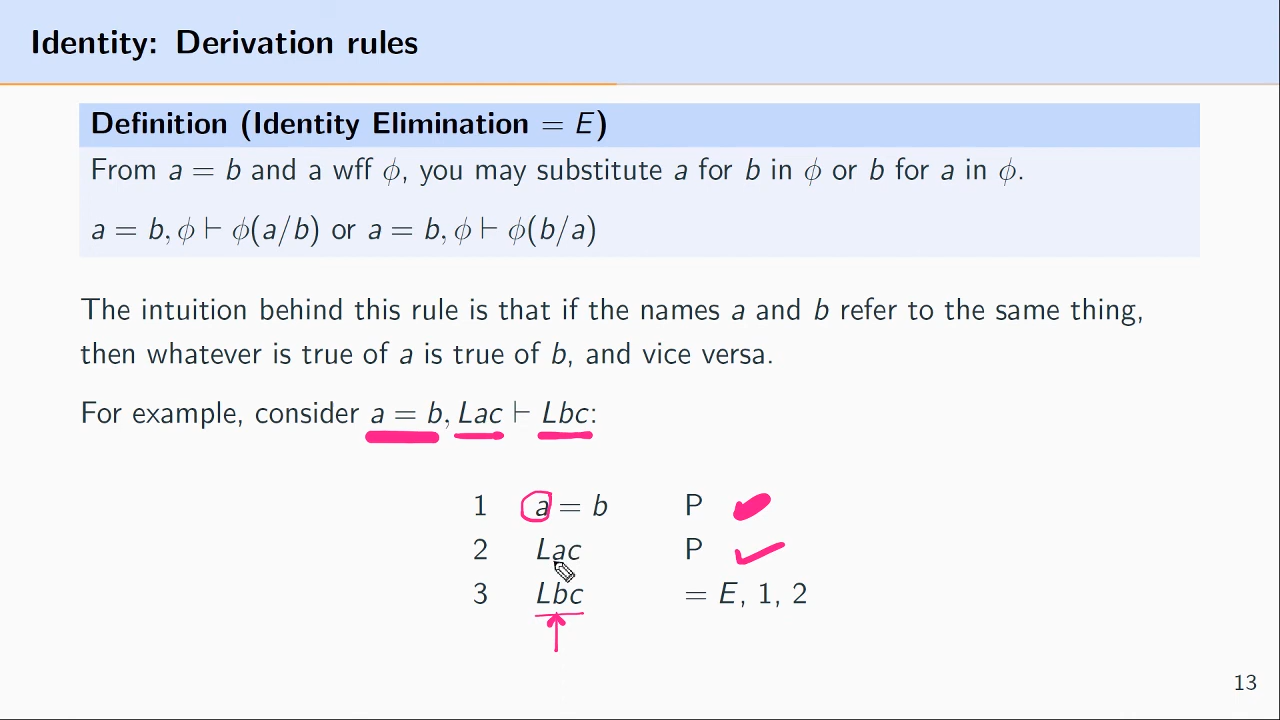 Identity: Derivation rules
Definition (Identity Elimination = E)
From a = b and a wff ϕ, you may substitute a for b in ϕ or b for a in ϕ.
a = b, ϕ ⊢ ϕ(a/b) or a = b, ϕ ⊢ ϕ(b/a)
The intuition behind this rule is that if the names a and b refer to the same thing,
then whatever is true of a is true of b, and vice versa.
For example, consider a = b, Lac ⊢ Lbc:
1 a = b P
2 Lac P
3 Lbc = E, 1, 2
13